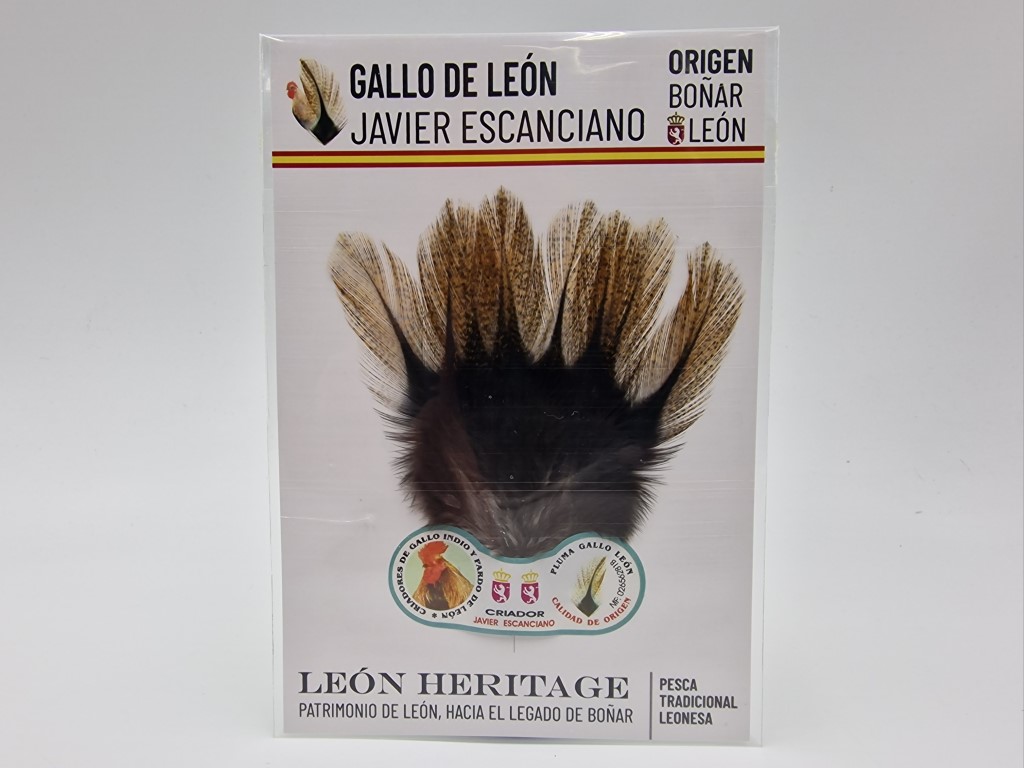 GALLO DE LEÓN
JAVIER ESCANCIANO
ORIGEN
BOÑAR
LEÓN
CRIADORES DE GALLO INDIO Y PARDO DE LEÓN *
CRIADOR
JAVIER ESCANCIANO
PLUMA GALLO LEÓN
CALIDAD DE ORIGEN
LEÓN HERITAGE
PATRIMONIO DE LEÓN, HACIA EL LEGADO DE BOÑAR
PESCA
TRADICIONAL
LEONESA